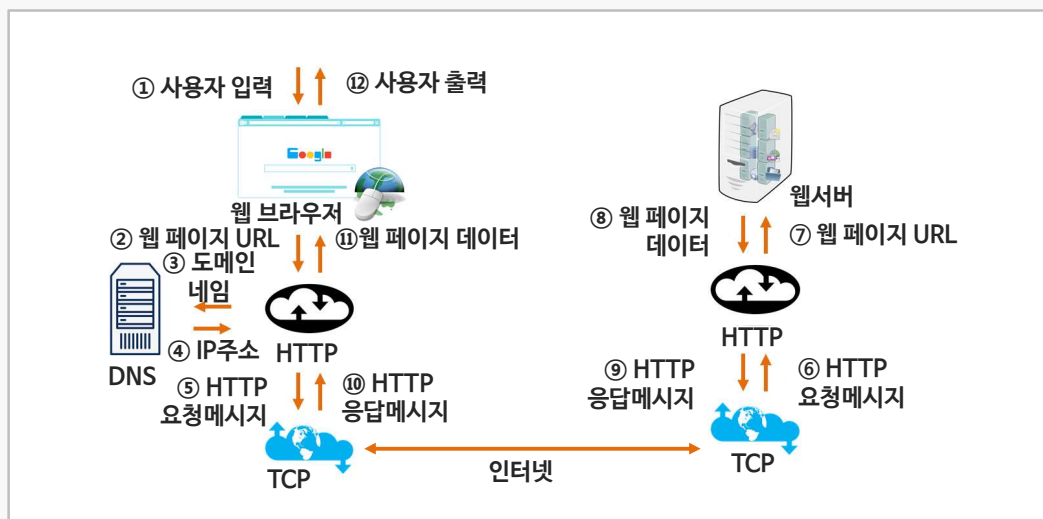 ① 사용자 입력
⑫ 사용자 출력
Google
웹 브라우저
② 웹 페이지 URL
⑪웹 페이지 데이터
③ 도메인
네임
④ IP주소
DNS
HTTP
⑤ HTTP
요청메시지
⑩ HTTP
응답메시지
TCP
인터넷
웹서버
⑧ 웹 페이지
데이터
⑦ 웹 페이지 URL
HTTP
⑨ HTTP
응답메시지
⑥ HTTP
요청메시지
TCP